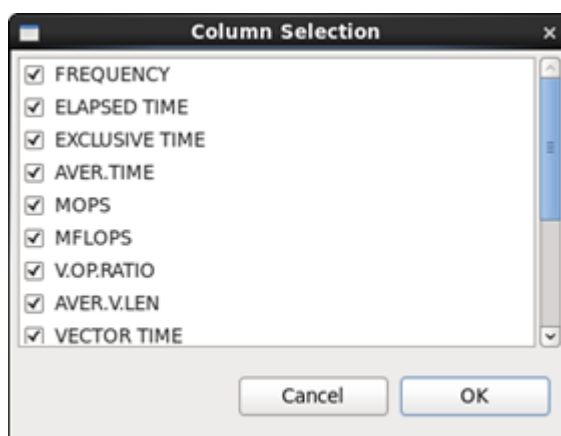 Column Selection
FREQUENCY
ELAPSED TIME
EXCLUSIVE TIME
AVER.TIME
MOPS
MFLOPS
V.OP.RATIO
AVER.V.LEN
VECTOR TIME
Cancel OK